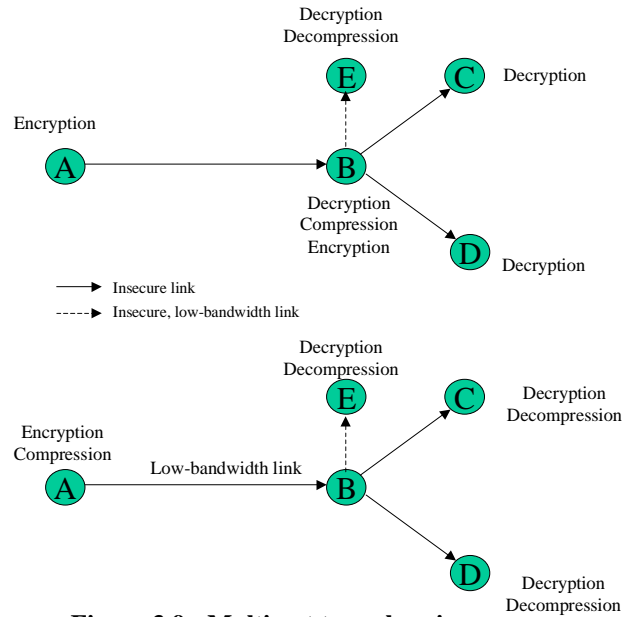 Decryption
Decompression
E
C
Decryption
Encryption
A
B
Decryption
Compression
Encryption
D
Decryption
Insecure link
Insecure, low-bandwidth link
Decryption
Decompression
E
C
Decryption
Decompression
Encryption
Compression
Low-bandwidth link
A
B
D
Decryption
Decompression